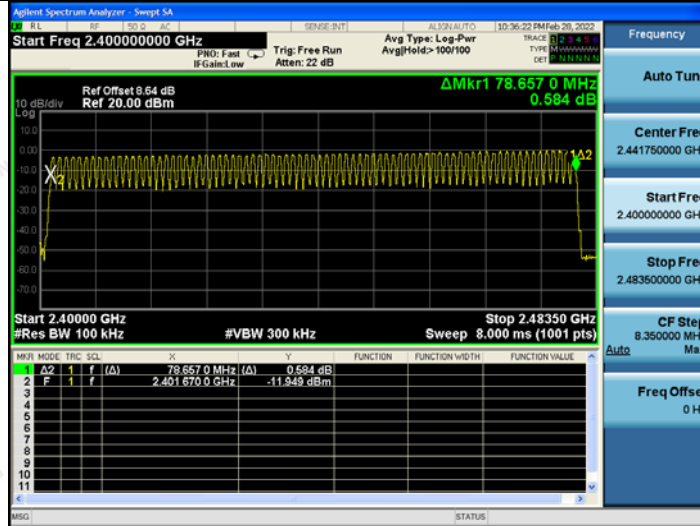 Agilent Spectrum Analyzer - Swept SA
RL RF 50 Ω AC SENSE:INT ALIGN AUTO 10:36:22 PM Feb 28, 2022
Start Freq 2.400000000 GHz
PNO: Fast
IFGain:Low
Trig: Free Run
Atten: 22 dB
Avg Type: Log-Pwr
Avg|Hold:> 100/100
TRACE 1 2 3 4 5 6
TYPE
DET P N N N N N
ΔMkr1 78.657 0 MHz
0.584 dB
Ref Offset 8.64 dB
10 dB/div Ref 20.00 dBm
Log
10.0
0.00
-10.0
-20.0
-30.0
-40.0
-50.0
-60.0
-70.0
2
1Δ2
Start 2.40000 GHz Stop 2.48350 GHz
#Res BW 100 kHz #VBW 300 kHz Sweep 8.000 ms (1001 pts)
MKR MODE TRC SCL X Y FUNCTION FUNCTION WIDTH FUNCTION VALUE
1 Δ2 1 f (Δ) 78.657 0 MHz (Δ) 0.584 dB
2 F 1 f 2.401 670 0 GHz -11.949 dBm
3
4
5
6
7
8
9
10
11
MSG STATUS
Frequency
Auto Tun
Center Fre
2.441750000 GH
Start Fre
2.400000000 GH
Stop Fre
2.483500000 GH
CF Ste
8.350000 MH
Auto Ma
Freq Offse
0 H